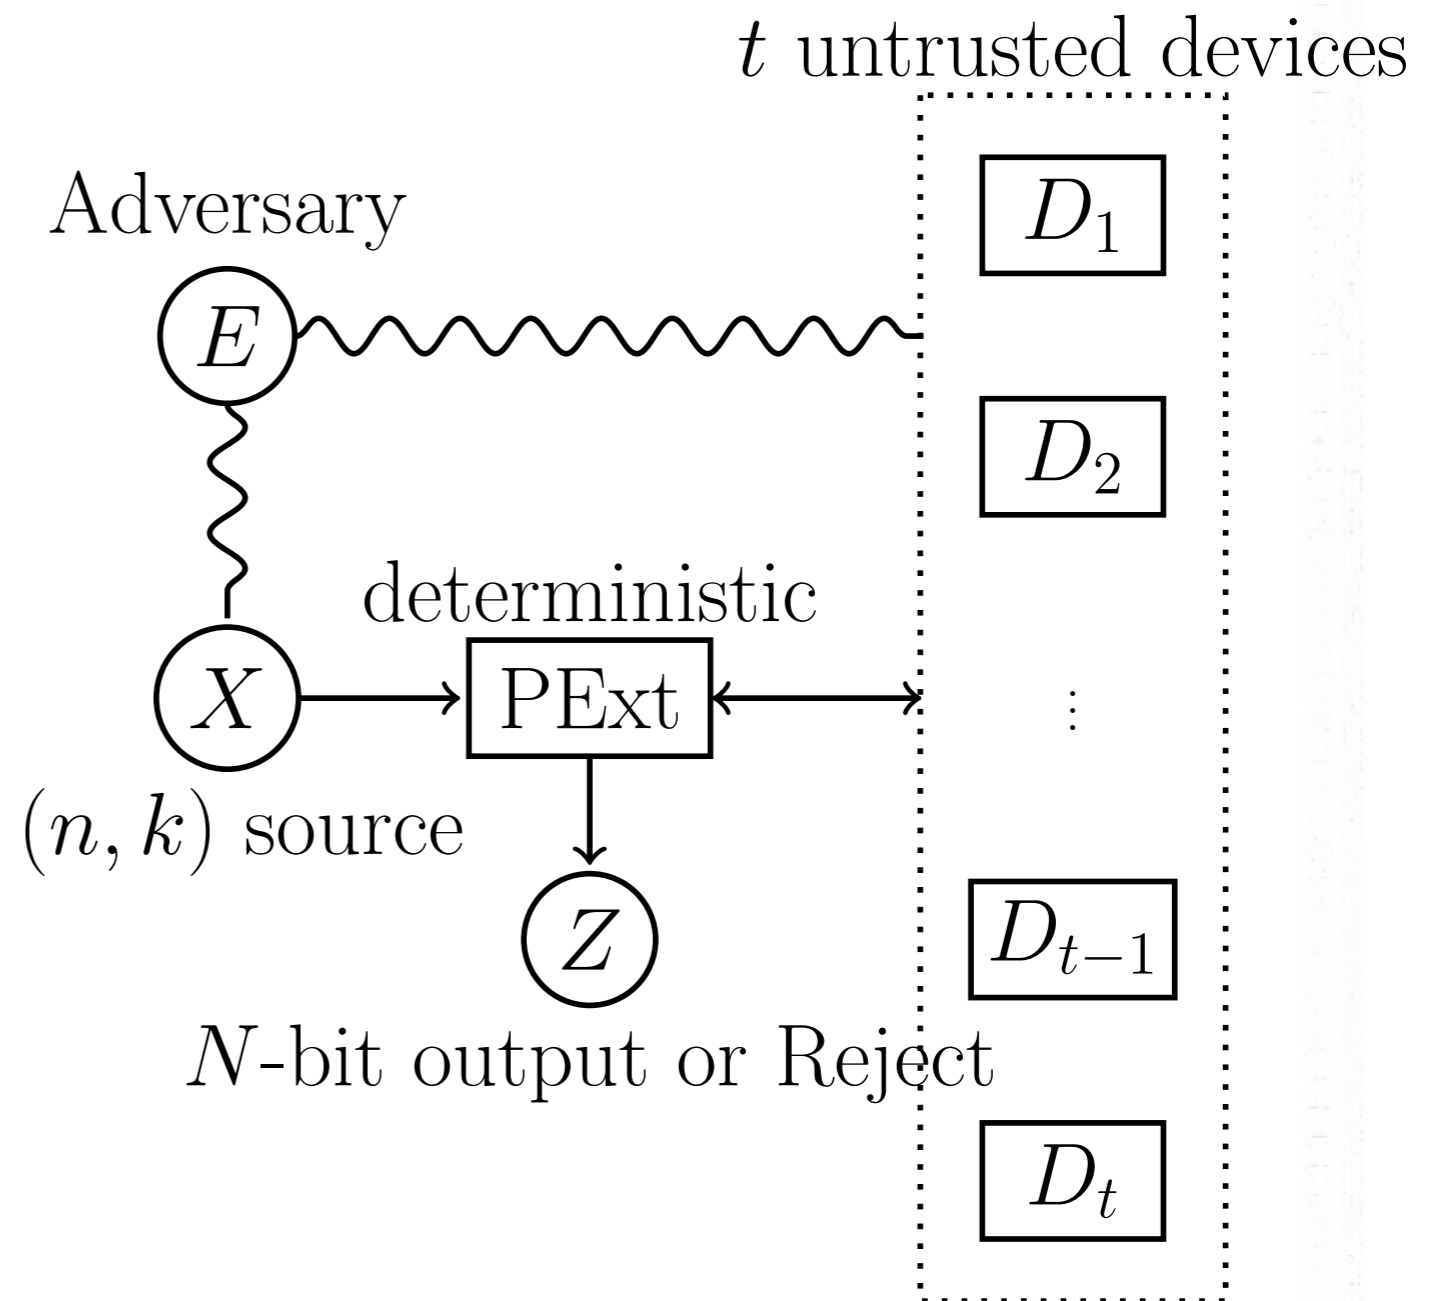 t untrusted devices
D₁
Adversary
E
D₂
deterministic
X
PExt
⋮
(n, k) source
Z
Dₜ₋₁
N-bit output or Reject
Dₜ